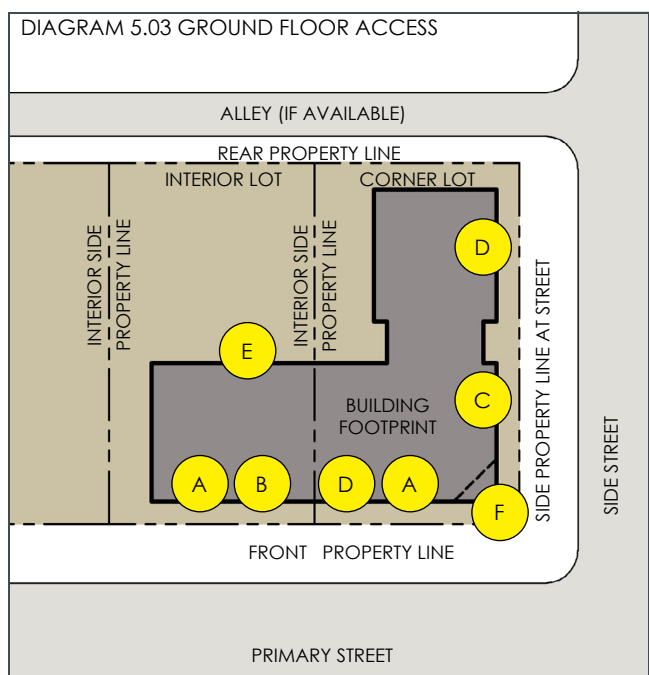 DIAGRAM 5.03 GROUND FLOOR ACCESS
ALLEY (IF AVAILABLE)
REAR PROPERTY LINE
INTERIOR LOT
CORNER LOT
INTERIOR SIDE
PROPERTY LINE
INTERIOR SIDE
PROPERTY LINE
D
SIDE PROPERTY LINE AT STREET
SIDE STREET
E
C
BUILDING
FOOTPRINT
A
B
D
A
F
FRONT PROPERTY LINE
PRIMARY STREET